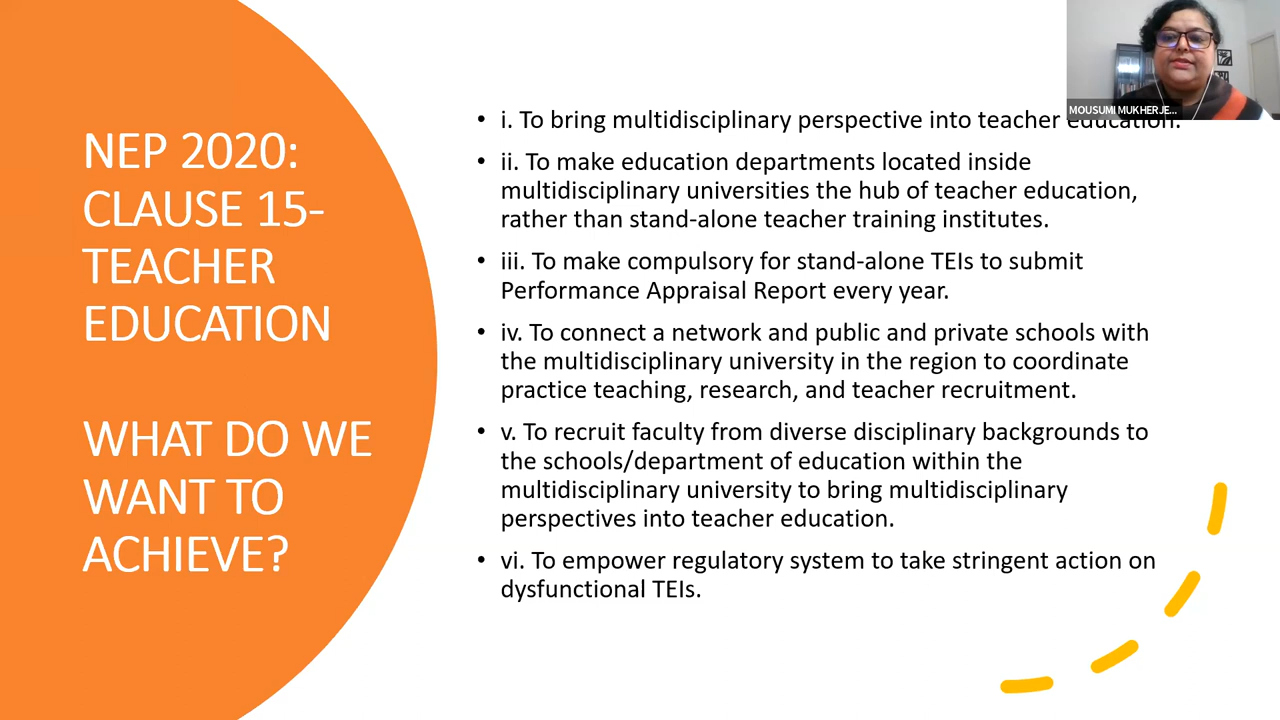 NEP 2020:
CLAUSE 15-
TEACHER
EDUCATION
WHAT DO WE
WANT TO
ACHIEVE?
MOUSUMI MUKHERJE...
• i. To bring multidisciplinary perspective into teacher education.
• ii. To make education departments located inside
multidisciplinary universities the hub of teacher education,
rather than stand-alone teacher training institutes.
• iii. To make compulsory for stand-alone TEIs to submit
Performance Appraisal Report every year.
• iv. To connect a network and public and private schools with
the multidisciplinary university in the region to coordinate
practice teaching, research, and teacher recruitment.
• v. To recruit faculty from diverse disciplinary backgrounds to
the schools/department of education within the
multidisciplinary university to bring multidisciplinary
perspectives into teacher education.
• vi. To empower regulatory system to take stringent action on
dysfunctional TEIs.